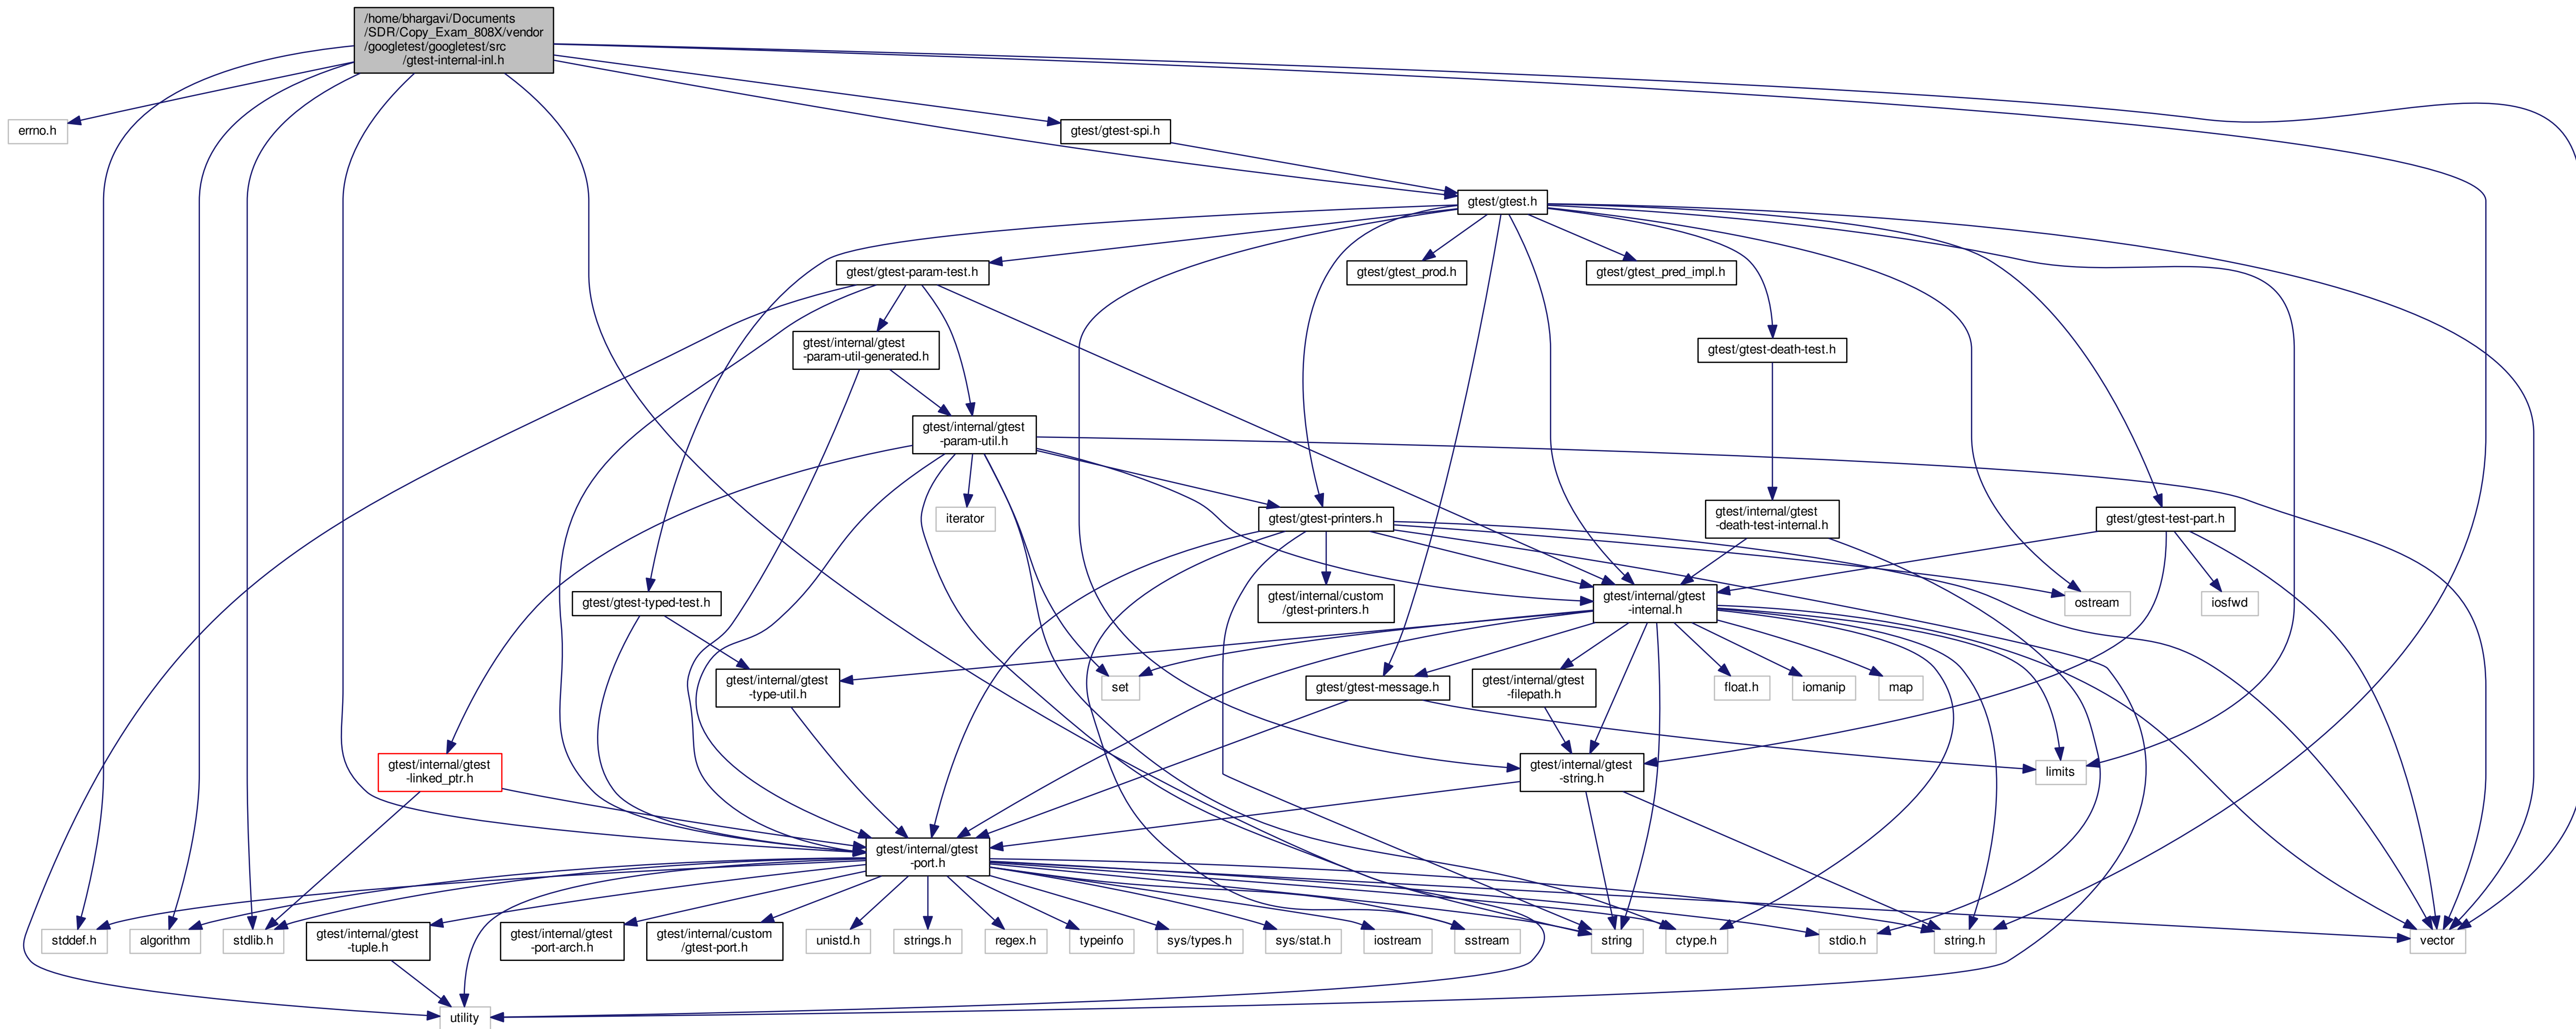 /home/bhargavi/Documents
/SDR/Copy_Exam_808X/vendor
/googletest/googletest/src
/gtest-internal-inl.h
errno.h
gtest/gtest-spi.h
gtest/gtest.h
gtest/gtest-param-test.h
gtest/gtest_prod.h
gtest/gtest_pred_impl.h
gtest/internal/gtest
-param-util-generated.h
gtest/gtest-death-test.h
gtest/internal/gtest
-param-util.h
iterator
gtest/gtest-printers.h
gtest/internal/gtest
-death-test-internal.h
gtest/gtest-test-part.h
gtest/gtest-typed-test.h
gtest/internal/custom
/gtest-printers.h
gtest/internal/gtest
-internal.h
ostream
iosfwd
gtest/internal/gtest
-type-util.h
set
gtest/gtest-message.h
gtest/internal/gtest
-filepath.h
float.h
iomanip
map
gtest/internal/gtest
-linked_ptr.h
gtest/internal/gtest
-string.h
limits
gtest/internal/gtest
-port.h
stddef.h
algorithm
stdlib.h
gtest/internal/gtest
-tuple.h
gtest/internal/gtest
-port-arch.h
gtest/internal/custom
/gtest-port.h
unistd.h
strings.h
regex.h
typeinfo
sys/types.h
sys/stat.h
iostream
sstream
string
ctype.h
stdio.h
string.h
vector
utility